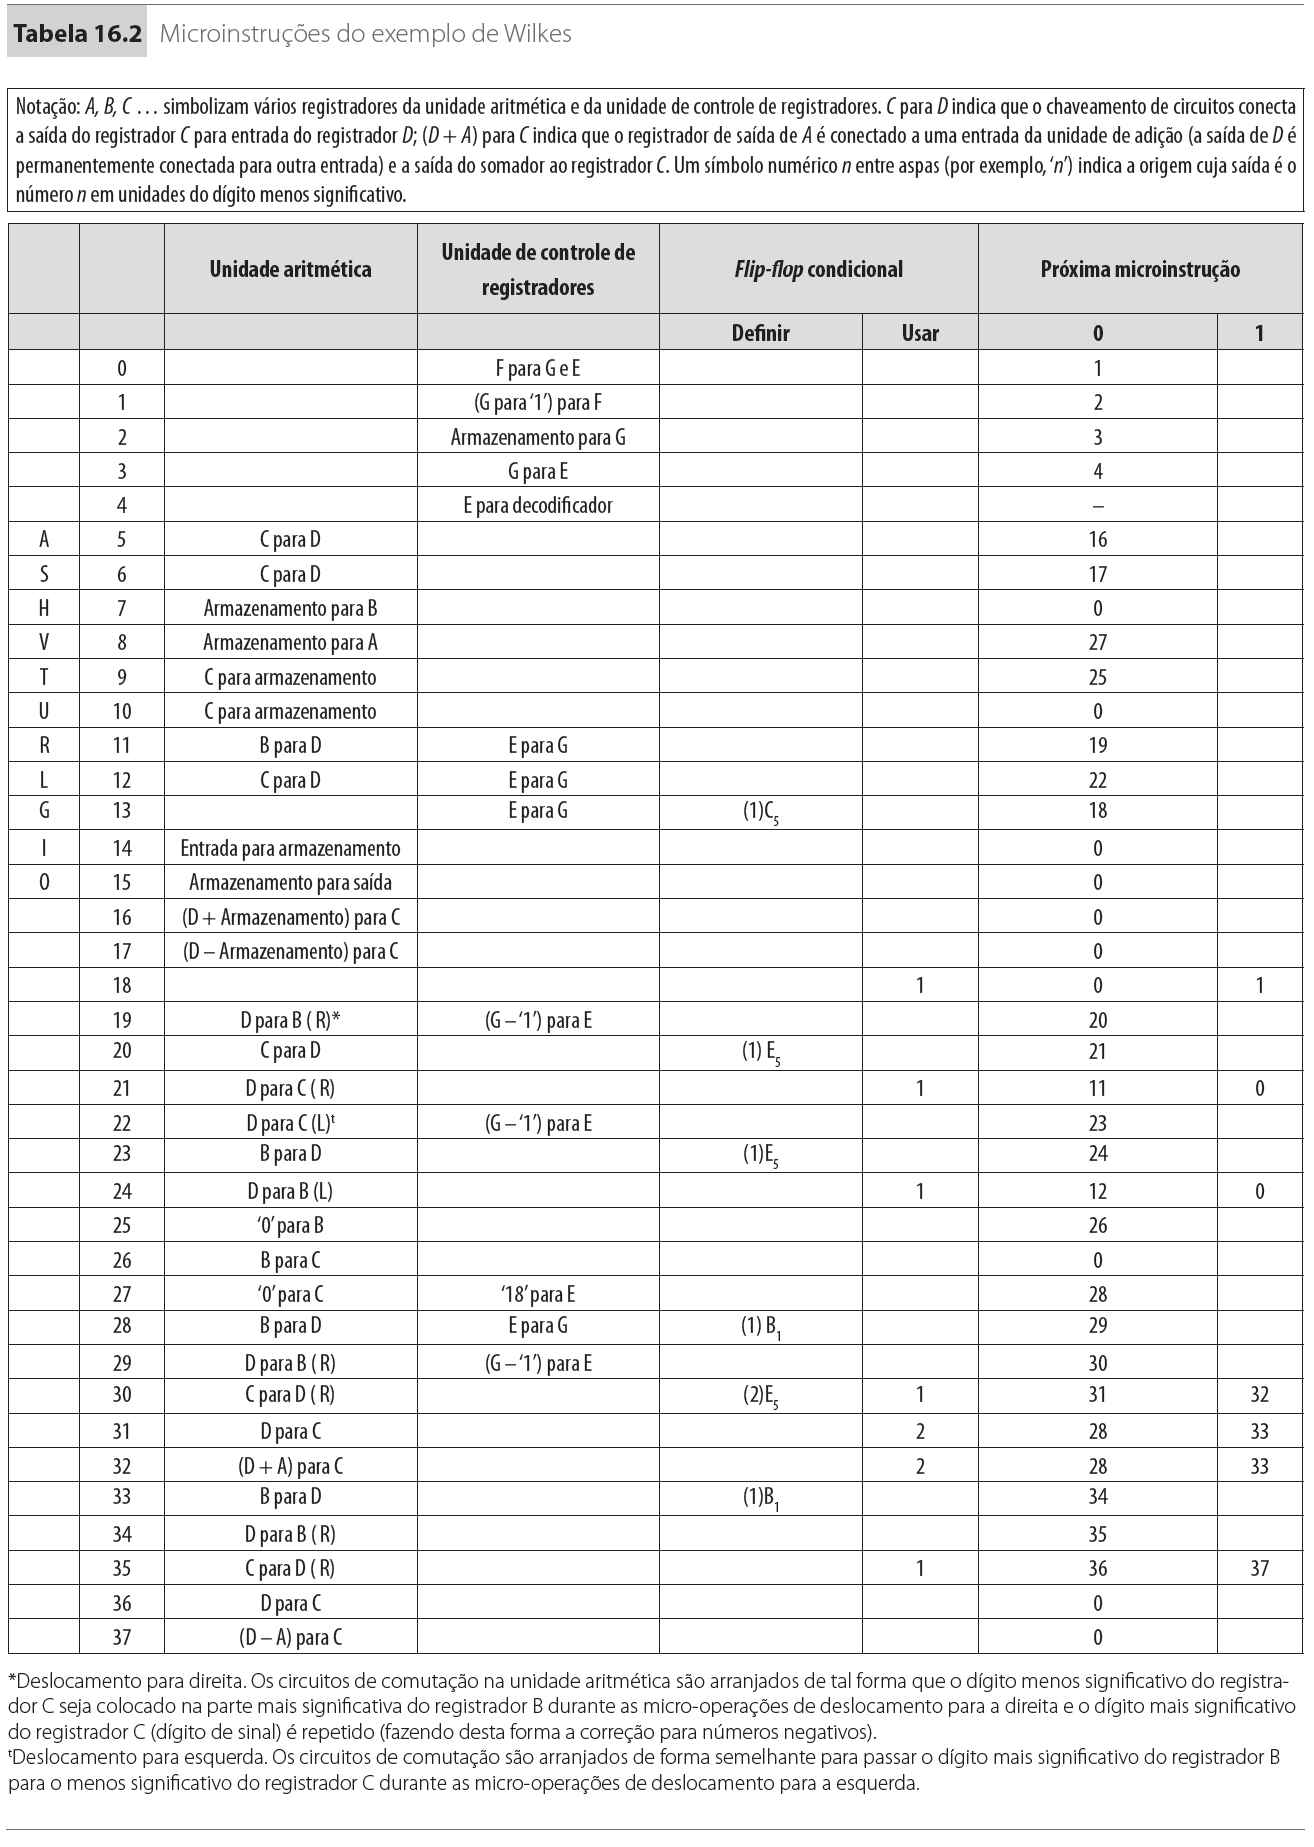 Tabela 16.2 Microinstruções do exemplo de Wilkes
Notação: A, B, C … simbolizam vários registradores da unidade aritmética e da unidade de controle de registradores. C para D indica que o chaveamento de circuitos conecta
a saída do registrador C para entrada do registrador D; (D + A) para C indica que o registrador de saída de A é conectado a uma entrada da unidade de adição (a saída de D é
permanentemente conectada para outra entrada) e a saída do somador ao registrador C. Um símbolo numérico n entre aspas (por exemplo, ‘n’) indica a origem cuja saída é o
número n em unidades do dígito menos significativo.
Unidade aritmética Unidade de controle de registradores Flip-flop condicional Próxima microinstrução
Definir Usar 0 1
0 F para G e E 1
1 (G para ‘1’) para F 2
2 Armazenamento para G 3
3 G para E 4
4 E para decodificador –
A 5 C para D 16
S 6 C para D 17
H 7 Armazenamento para B 0
V 8 Armazenamento para A 27
T 9 C para armazenamento 25
U 10 C para armazenamento 0
R 11 B para D E para G 19
L 12 C para D E para G 22
G 13 E para G (1)C5 18
I 14 Entrada para armazenamento 0
O 15 Armazenamento para saída 0
16 (D + Armazenamento) para C 0
17 (D – Armazenamento) para C 0
18 1 0 1
19 D para B ( R)* (G – ‘1’) para E 20
20 C para D (1) E5 21
21 D para C ( R) 1 11 0
22 D para C (L)t (G – ‘1’) para E 23
23 B para D (1)E5 24
24 D para B (L) 1 12 0
25 ‘0’ para B 26
26 B para C 0
27 ‘0’ para C ‘18’ para E 28
28 B para D E para G (1) B1 29
29 D para B ( R) (G – ‘1’) para E 30
30 C para D ( R) (2)E5 1 31 32
31 D para C 2 28 33
32 (D + A) para C 2 28 33
33 B para D (1)B1 34
34 D para B ( R) 35
35 C para D ( R) 1 36 37
36 D para C 0
37 (D – A) para C 0
*Deslocamento para direita. Os circuitos de comutação na unidade aritmética são arranjados de tal forma que o dígito menos significativo do registra-
dor C seja colocado na parte mais significativa do registrador B durante as micro-operações de deslocamento para a direita e o dígito mais significativo
do registrador C (dígito de sinal) é repetido (fazendo desta forma a correção para números negativos).
tDeslocamento para esquerda. Os circuitos de comutação são arranjados de forma semelhante para passar o dígito mais significativo do registrador B
para o menos significativo do registrador C durante as micro-operações de deslocamento para a esquerda.